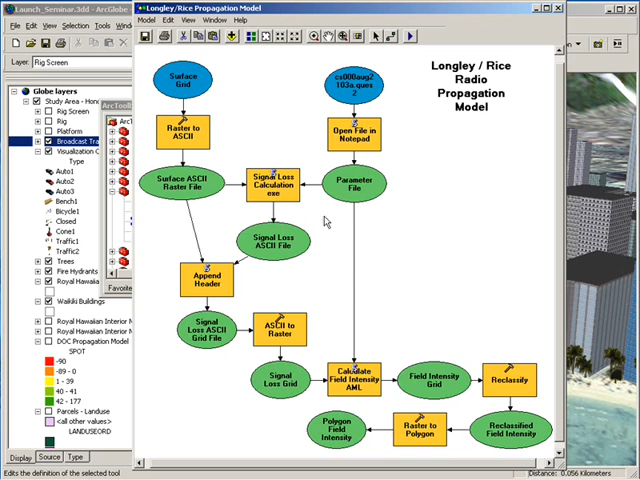 Launch_Seminar.3dd - ArcGlobe
Longley/Rice Propagation Model
File Edit View
Model Edit View Window Help
Layer: Rig Screen
Globe layers
Study Area - Hon
Rig Screen
Rig
Platform
Broadcast Tra
Visualization C
Type
Auto1
Auto2
Auto3
Bench1
Bicycle1
Closed
Cone1
Traffic1
Traffic2
Trees
Fire Hydrants
Royal Hawaiian
Waikiki Buildings
Royal Hawaiian Interior N
Royal Hawaiian Interior M
DOC Propagation Model
SPOT
-90
-89 - 0
1 - 39
40 - 41
42 - 177
Parcels - Landuse
<all other values>
LANDUSEORD
Display Source Type
Edits the definition of the selected tool
Distance: 0.056 Kilometers
ArcToolb
Favorite
Longley / Rice
Radio
Propagation
Model
Surface
Grid
cs000aug2
103a.ques
2
Raster to
ASCII
Open File in
Notepad
Surface ASCII
Raster File
Signal Loss
Calculation
exe
Parameter
File
Signal Loss
ASCII File
Append
Header
Signal
Loss ASCII
Grid File
ASCII to
Raster
Signal
Loss Grid
Calculate
Field Intensity
AML
Field Intensity
Grid
Reclassify
Polygon
Field
Intensity
Raster to
Polygon
Reclassified
Field Intensity